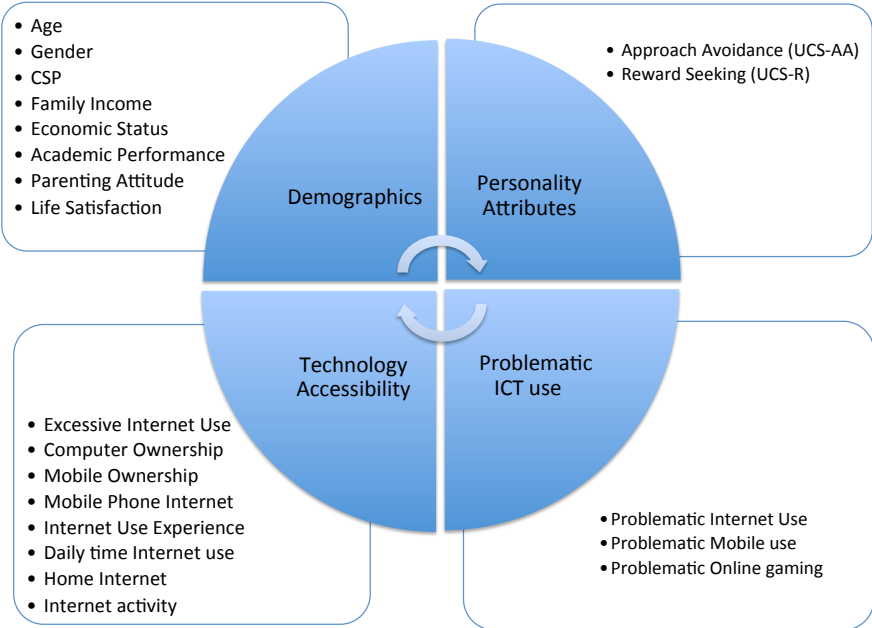 • Age
• Gender
• CSP
• Family Income
• Economic Status
• Academic Performance
• Parenting Attitude
• Life Satisfaction
Demographics
Personality
Attributes
• Approach Avoidance (UCS-AA)
• Reward Seeking (UCS-R)
Technology
Accessibility
• Excessive Internet Use
• Computer Ownership
• Mobile Ownership
• Mobile Phone Internet
• Internet Use Experience
• Daily time Internet use
• Home Internet
• Internet activity
Problematic
ICT use
• Problematic Internet Use
• Problematic Mobile use
• Problematic Online gaming